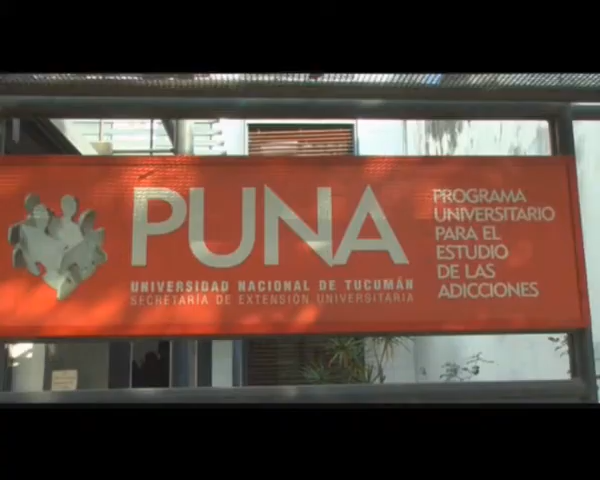 PUNA
UNIVERSIDAD NACIONAL DE TUCUMÁN
SECRETARÍA DE EXTENSIÓN UNIVERSITARIA
PROGRAMA
UNIVERSITARIO
PARA EL
ESTUDIO
DE LAS
ADICCIONES